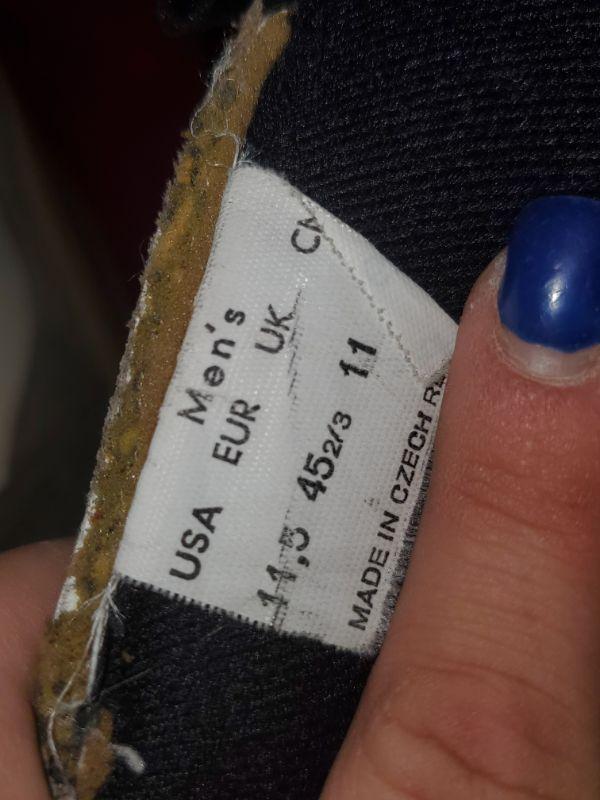 Men's
USA EUR UK CM
11,5 45 2/3 11
MADE IN CZECH